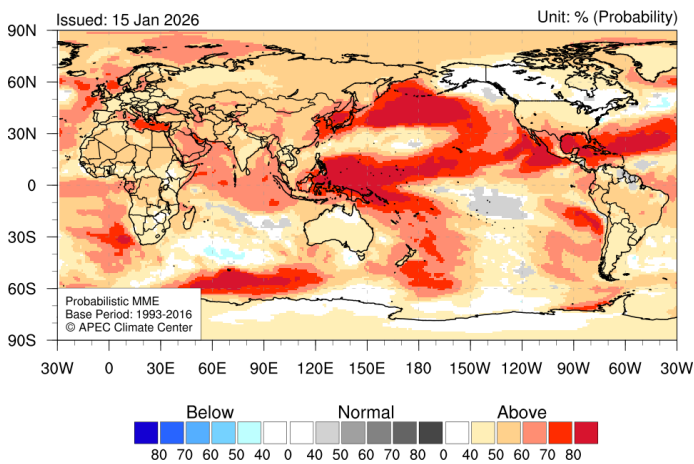 Issued: 15 Jan 2026
Unit: % (Probability)
90N
60N
30N
0
30S
60S
90S
Probabilistic MME
Base Period: 1993-2016
© APEC Climate Center
30W 0 30E 60E 90E 120E 150E 180 150W 120W 90W 60W 30W
Below Normal Above
80 70 60 50 40 0 40 50 60 70 80 0 40 50 60 70 80